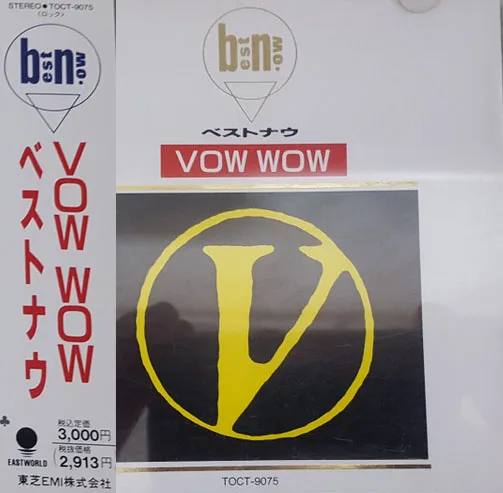 STEREO●TOCT-9075
〈ロック〉
best now
VOW WOW
ベストナウ
税込定価
3,000円
税抜価格
(2,913円)
EASTWORLD
東芝EMI株式会社
best now
ベストナウ
VOW WOW
V
TOCT-9075